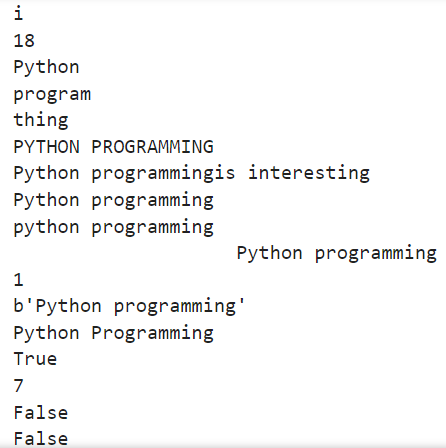 i
18
Python
program
thing
PYTHON PROGRAMMING
Python programmingis interesting
Python programming
python programming
Python programming
1
b'Python programming'
Python Programming
True
7
False
False